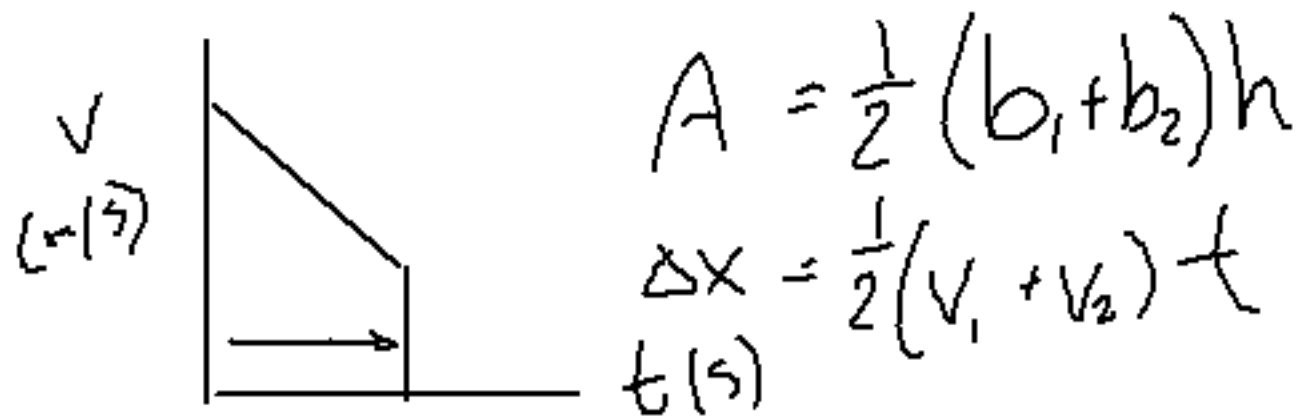 V
(m/s)
A = 1/2 (b₁+b₂)h
Δx = 1/2 (V₁ + V₂) t
t(s)